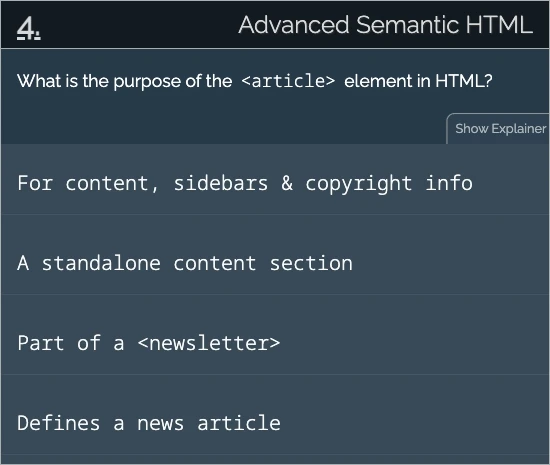 4.
Advanced Semantic HTML
What is the purpose of the <article> element in HTML?
Show Explainer
For content, sidebars & copyright info
A standalone content section
Part of a <newsletter>
Defines a news article